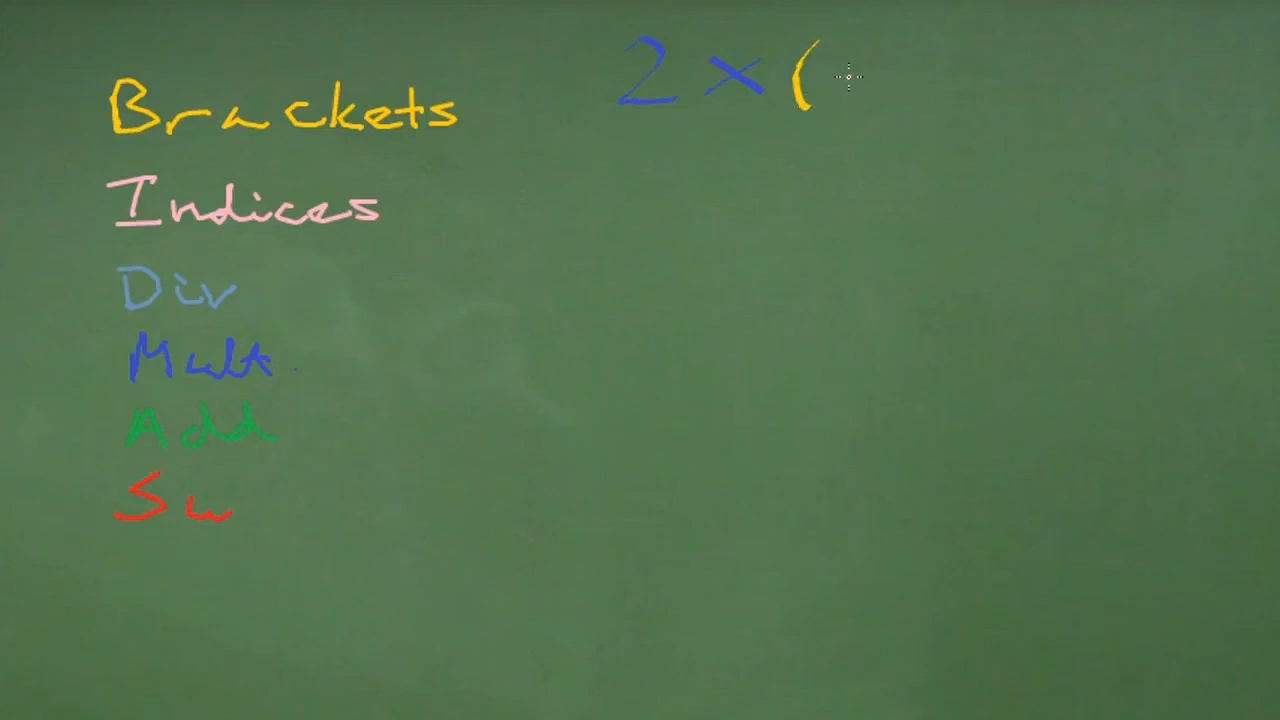 2 × (
Brackets
Indices
Div
Mult
Add
Su